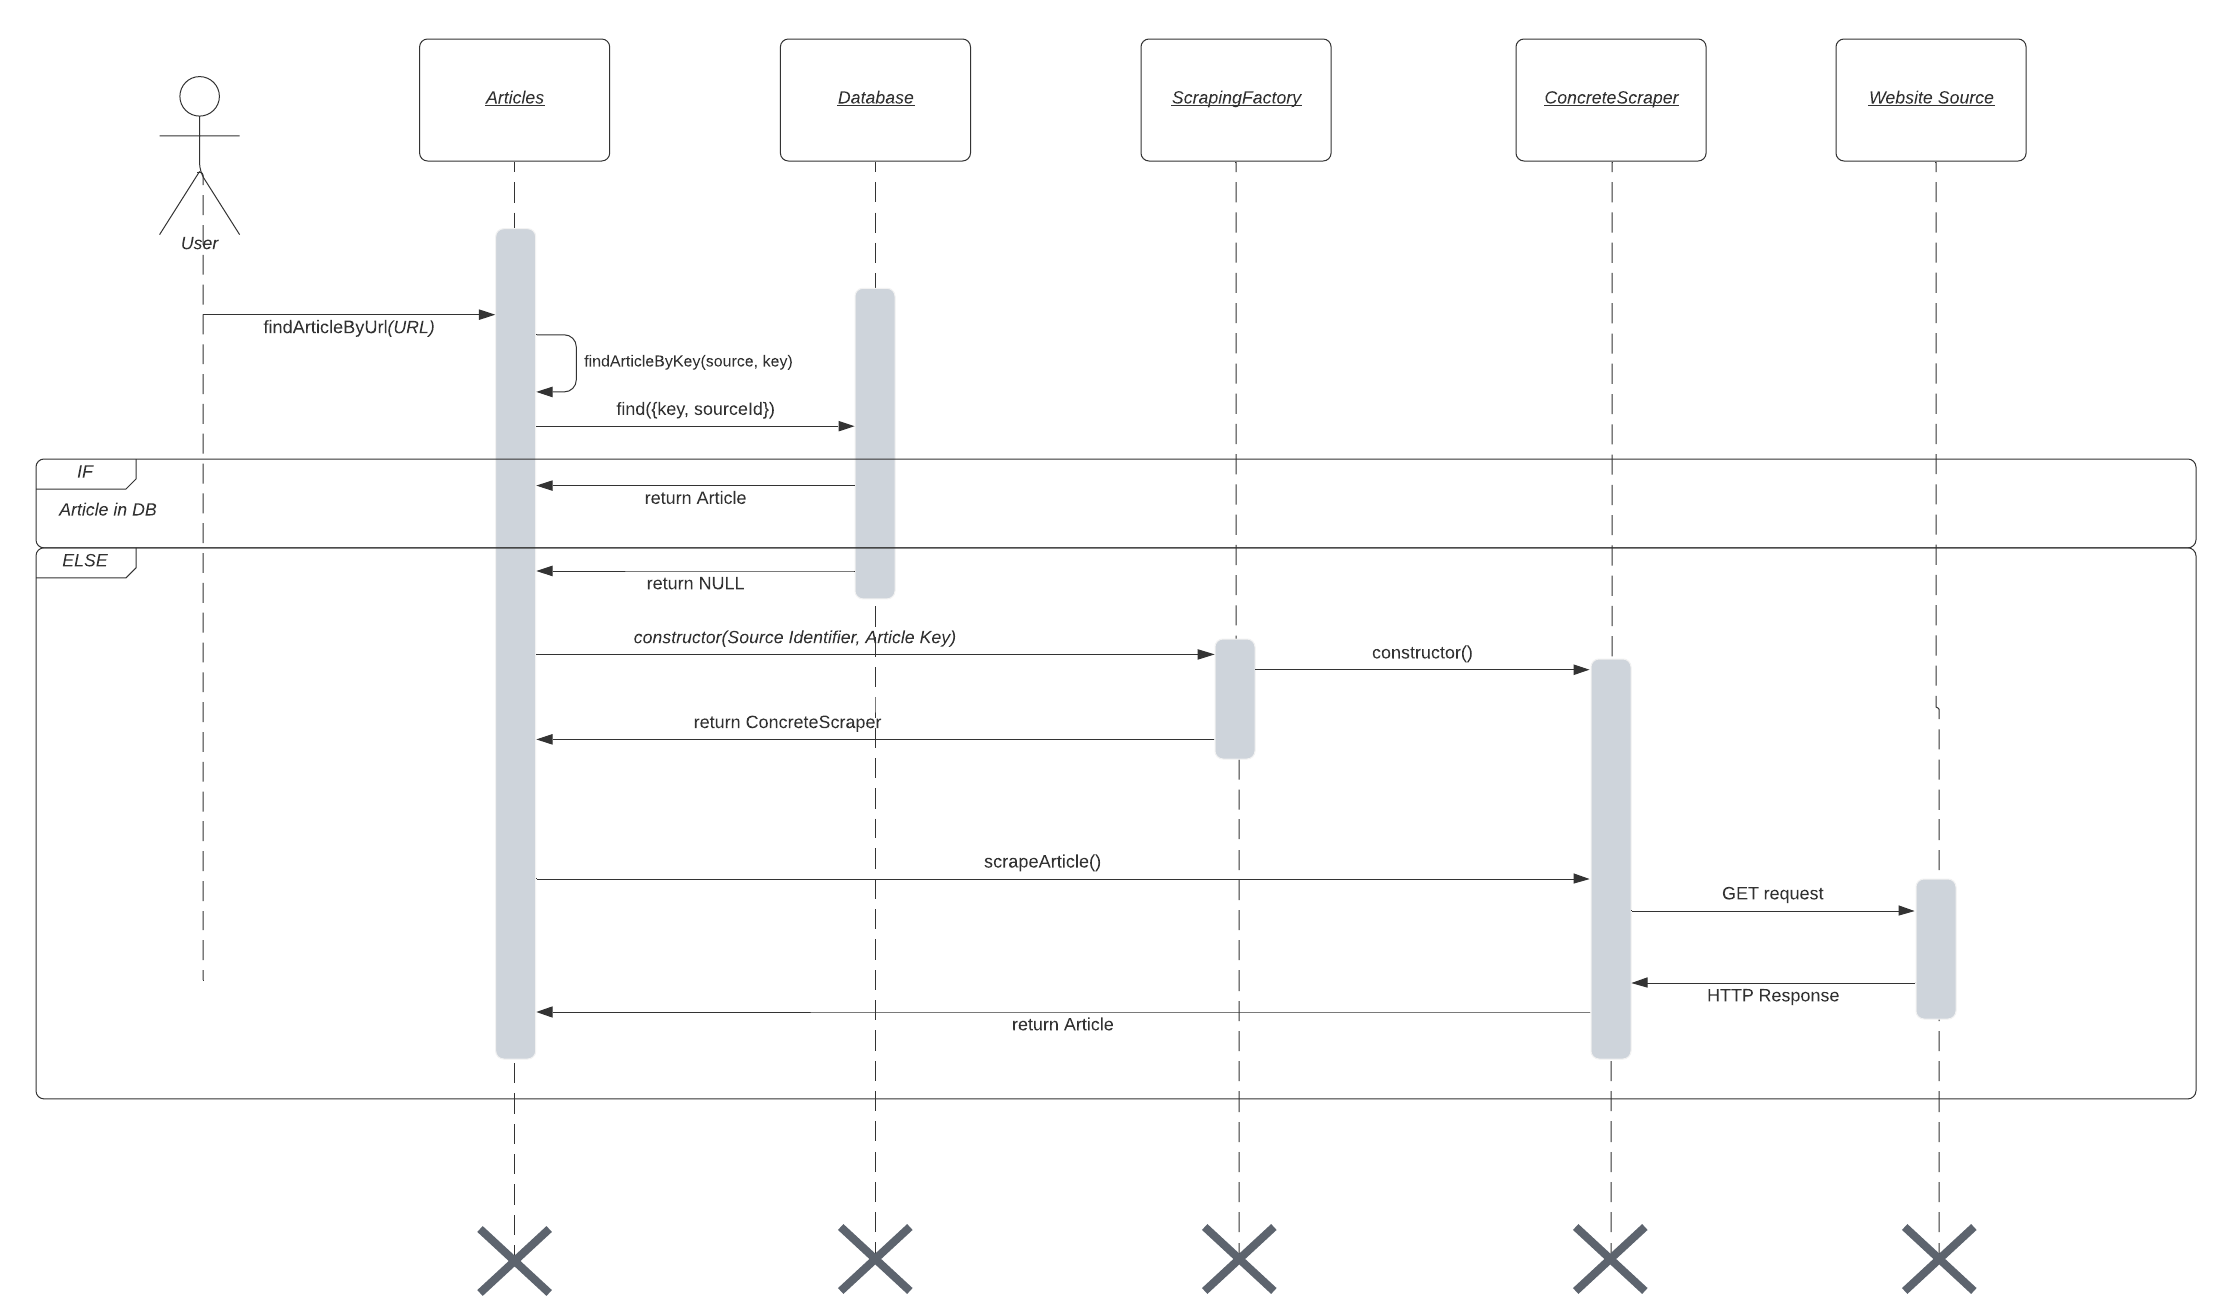 Articles
Database
ScrapingFactory
ConcreteScraper
Website Source
User
findArticleByUrl(URL)
findArticleByKey(source, key)
find({key, sourceId})
IF
return Article
Article in DB
ELSE
return NULL
constructor(Source Identifier, Article Key)
constructor()
return ConcreteScraper
scrapeArticle()
GET request
HTTP Response
return Article